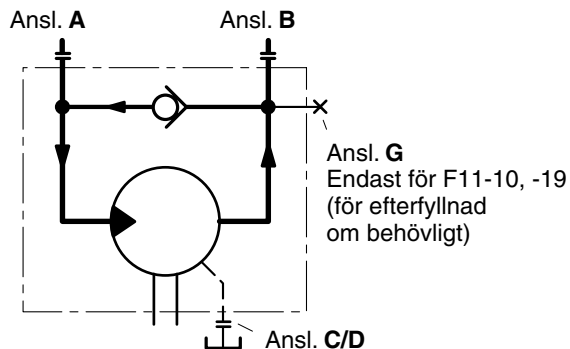 Ansl. A
Ansl. B
Ansl. G
Endast för F11-10, -19
(för efterfyllnad
om behövligt)
Ansl. C/D